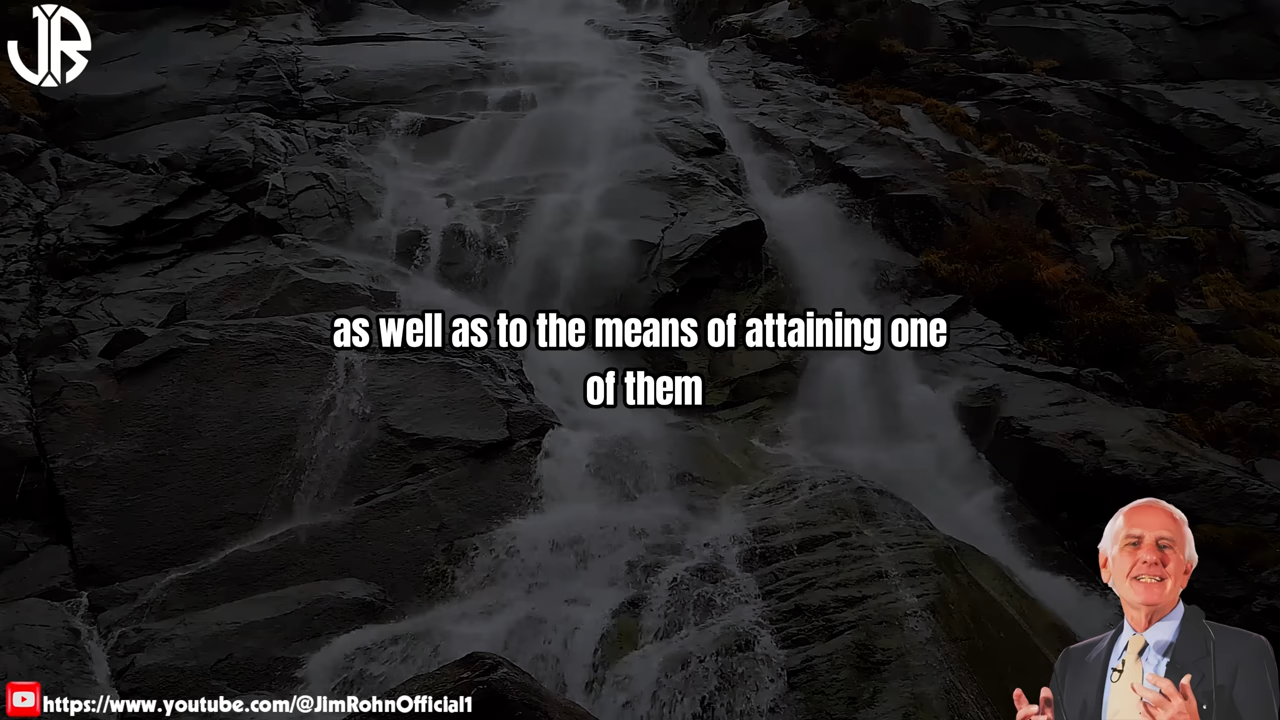 JR
as well as to the means of attaining one
of them
https://www.youtube.com/@JimRohnOfficial1